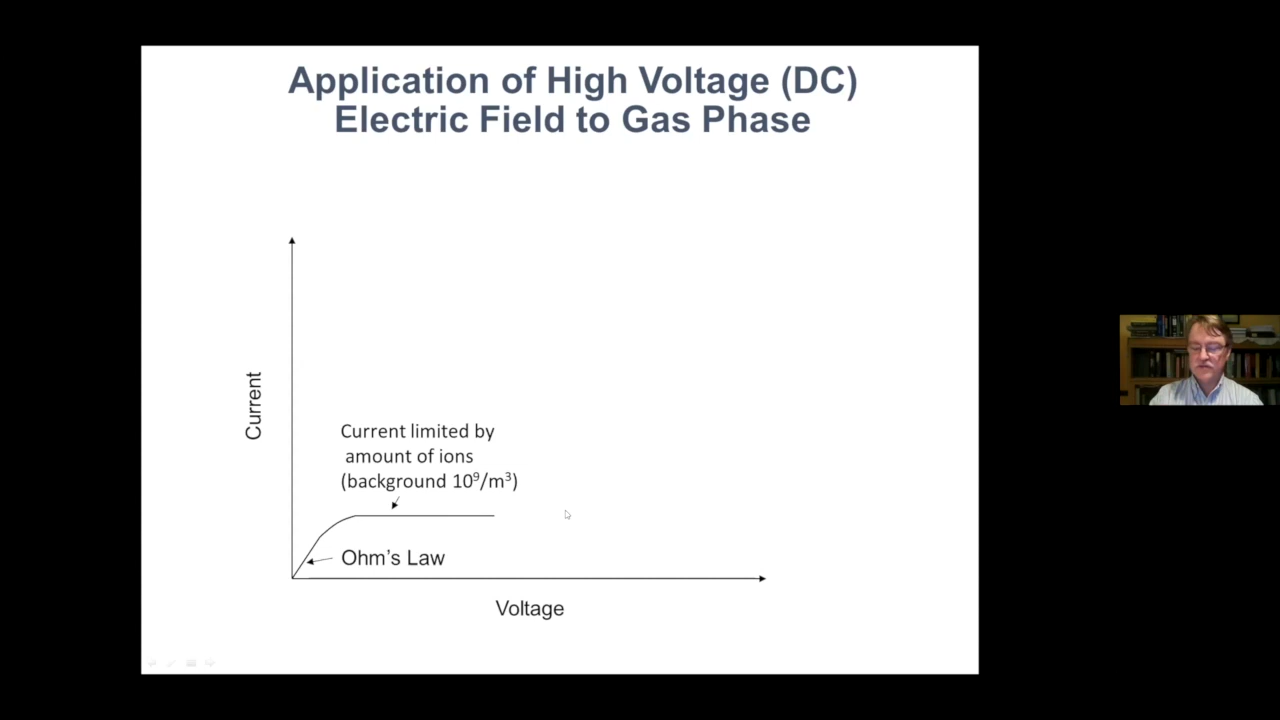 Application of High Voltage (DC)
Electric Field to Gas Phase
Current
Current limited by
amount of ions
(background 10⁹/m³)
Ohm's Law
Voltage